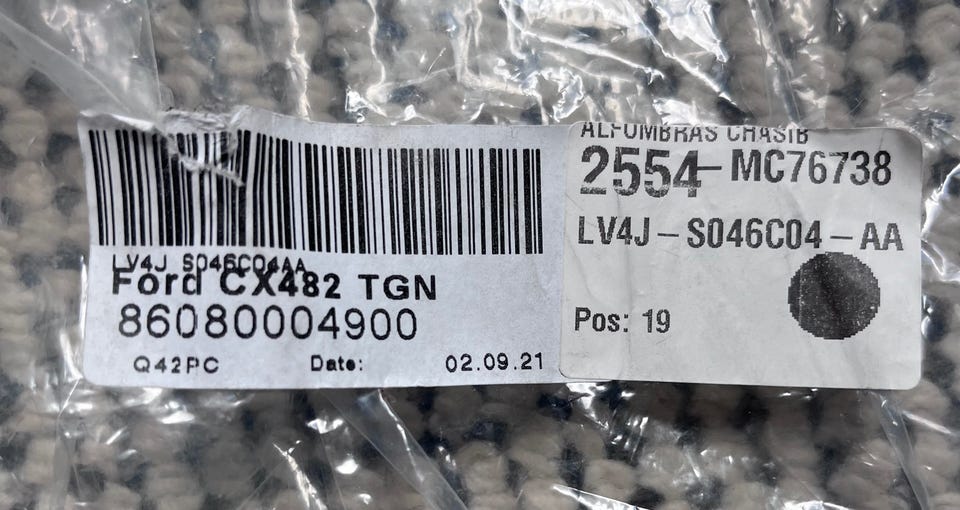 LV4J S046C04AA
Ford CX482 TGN
86080004900
Q42PC Date: 02.09.21
ALFOMBRAS CHASIB
2554-MC76738
LV4J-S046C04-AA
Pos: 19